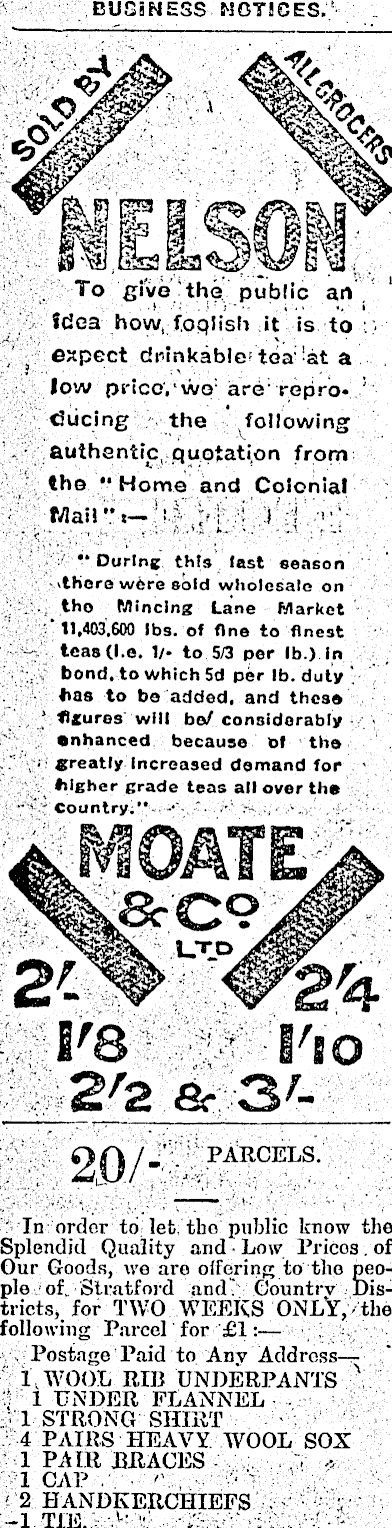 BUSINESS NOTICES.
SOLD BY
ALL GROCERS
NELSON
To give the public an
idea how foolish it is to
expect drinkable tea at a
low price, we are repro-
ducing the following
authentic quotation from
the "Home and Colonial
Mail":—
"During this last season
there were sold wholesale on
the Mincing Lane Market
11,403,600 lbs. of fine to finest
teas (i.e. 1/- to 5/3 per lb.) in
bond, to which 5d per lb. duty
has to be added, and these
figures will be considerably
enhanced because of the
greatly increased demand for
higher grade teas all over the
country."
MOATE
& Co
LTD
2/- 2/4
1/8 1/10
2/2 & 3/-
20/- PARCELS.
In order to let the public know the
Splendid Quality and Low Prices of
Our Goods, we are offering to the peo-
ple of Stratford and Country Dis-
tricts, for TWO WEEKS ONLY, the
following Parcel for £1:—
Postage Paid to Any Address—
1 WOOL RIB UNDERPANTS
1 UNDER FLANNEL
1 STRONG SHIRT
4 PAIRS HEAVY WOOL SOX
1 PAIR BRACES
1 CAP
2 HANDKERCHIEFS
1 TIE.